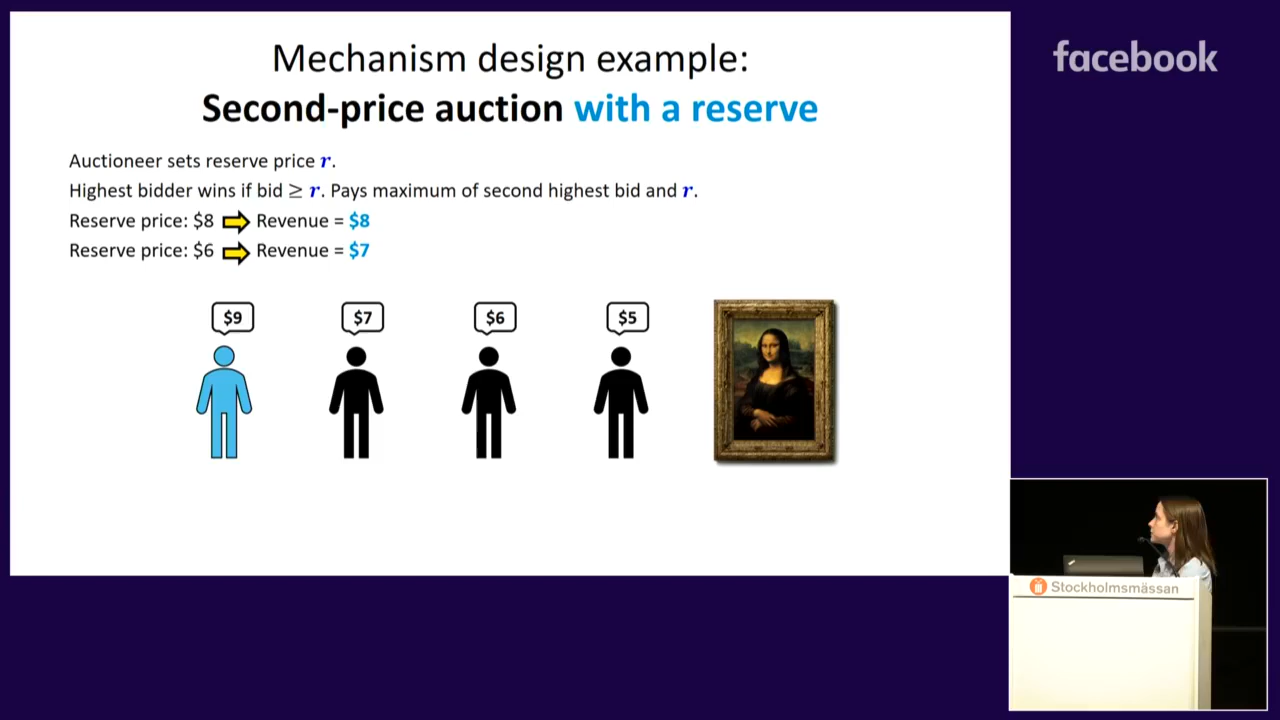 Mechanism design example:
Second-price auction with a reserve
Auctioneer sets reserve price r.
Highest bidder wins if bid ≥ r. Pays maximum of second highest bid and r.
Reserve price: $8 Revenue = $8
Reserve price: $6 Revenue = $7
$9 $7 $6 $5
facebook
Stockholmsmässan